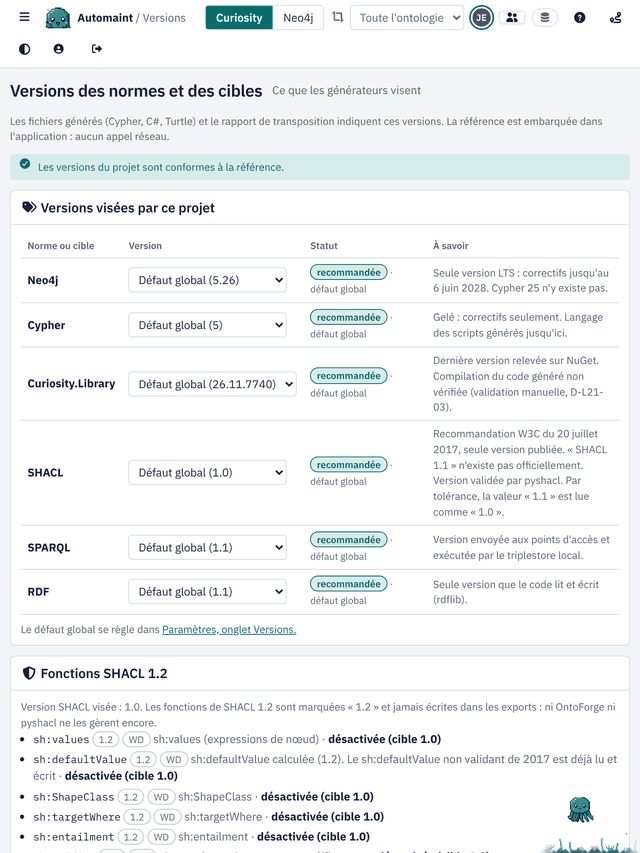 Automaint / Versions
Curiosity Neo4j
Toute l'ontologie
JE
Versions des normes et des cibles Ce que les générateurs visent
Les fichiers générés (Cypher, C#, Turtle) et le rapport de transposition indiquent ces versions. La référence est embarquée dans
l'application : aucun appel réseau.
Les versions du projet sont conformes à la référence.
Versions visées par ce projet
Norme ou cible Version Statut À savoir
Neo4j Défaut global (5.26) recommandée · défaut global
Seule version LTS : correctifs jusqu'au
6 juin 2028. Cypher 25 n'y existe pas.
Cypher Défaut global (5) recommandée · défaut global
Gelé : correctifs seulement. Langage
des scripts générés jusqu'ici.
Curiosity.Library Défaut global (26.11.7740) recommandée · défaut global
Dernière version relevée sur NuGet.
Compilation du code généré non
vérifiée (validation manuelle, D-L21-
03).
SHACL Défaut global (1.0) recommandée · défaut global
Recommandation W3C du 20 juillet
2017, seule version publiée. « SHACL
1.1 » n'existe pas officiellement.
Version validée par pyshacl. Par
tolérance, la valeur « 1.1 » est lue
comme « 1.0 ».
SPARQL Défaut global (1.1) recommandée · défaut global
Version envoyée aux points d'accès et
exécutée par le triplestore local.
RDF Défaut global (1.1) recommandée · défaut global
Seule version que le code lit et écrit
(rdflib).
Le défaut global se règle dans Paramètres, onglet Versions.
Fonctions SHACL 1.2
Version SHACL visée : 1.0. Les fonctions de SHACL 1.2 sont marquées « 1.2 » et jamais écrites dans les exports : ni OntoForge ni
pyshacl ne les gèrent encore.
sh:values 1.2 WD sh:values (expressions de nœud) · désactivée (cible 1.0)
sh:defaultValue 1.2 WD sh:defaultValue calculée (1.2). Le sh:defaultValue non validant de 2017 est déjà lu et
écrit · désactivée (cible 1.0)
sh:ShapeClass 1.2 WD sh:ShapeClass · désactivée (cible 1.0)
sh:targetWhere 1.2 WD sh:targetWhere · désactivée (cible 1.0)
sh:entailment 1.2 WD sh:entailment · désactivée (cible 1.0)